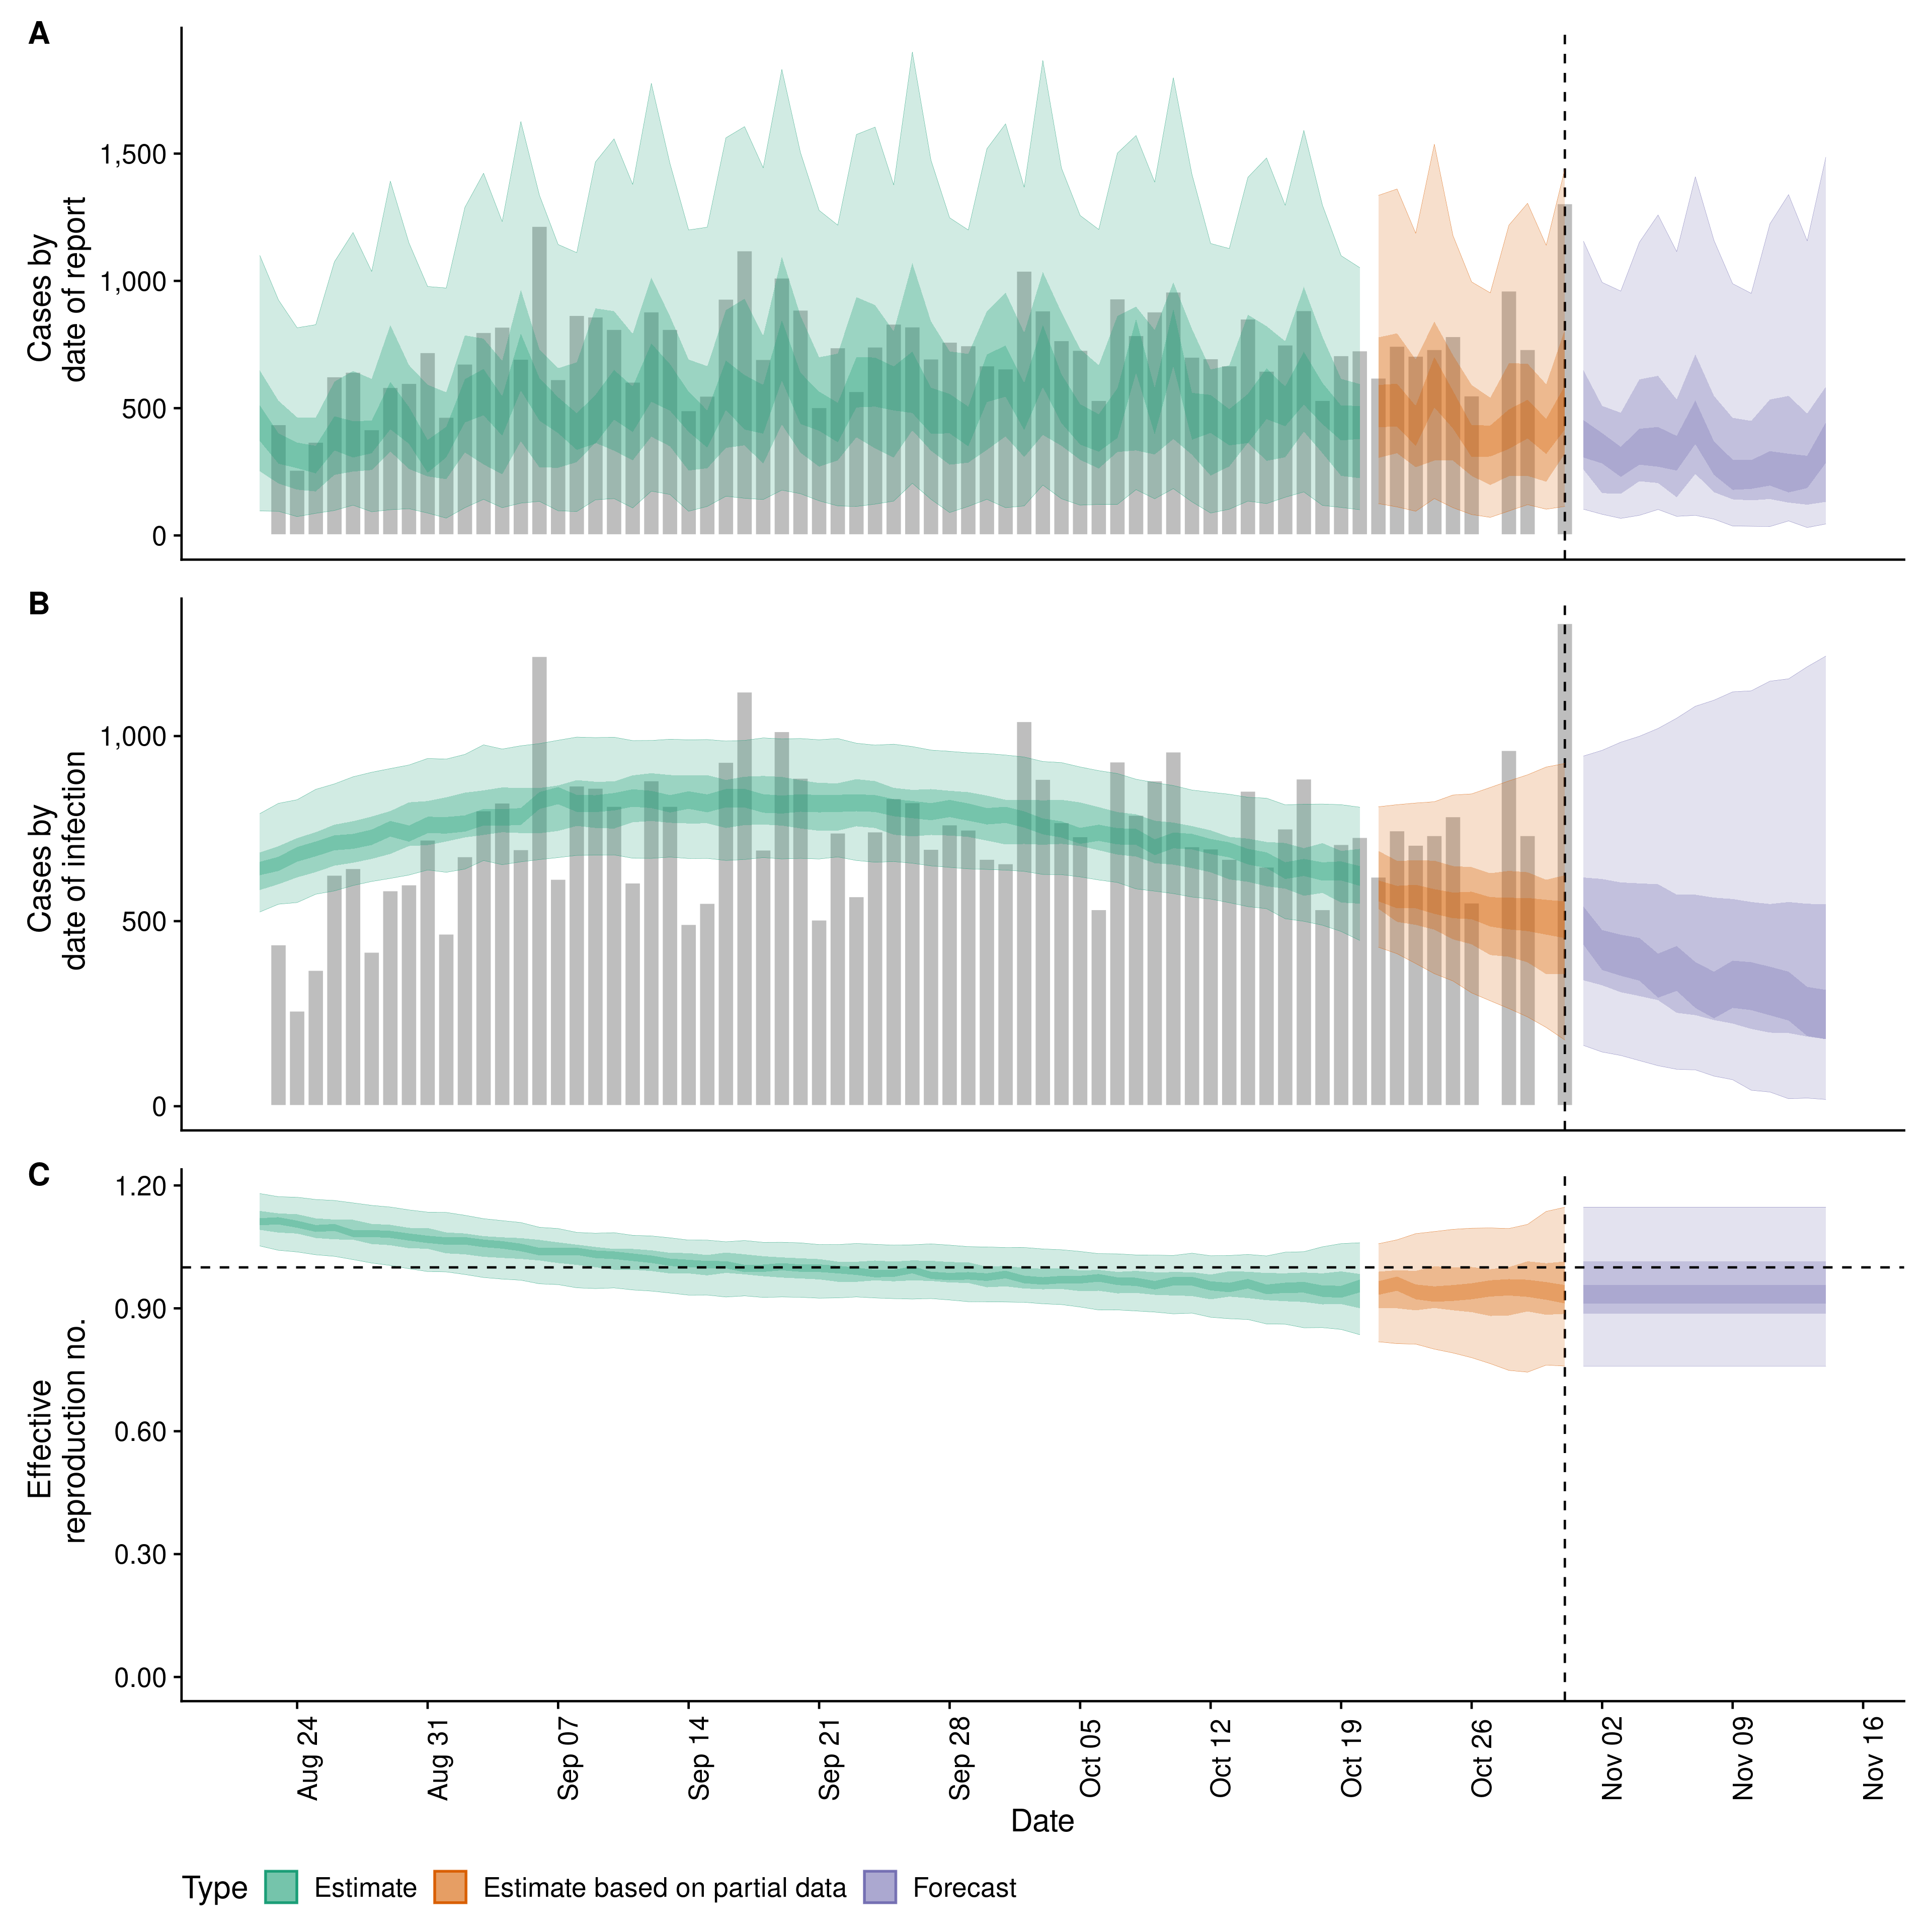 A
Cases by
date of report
1,500
1,000
500
0
B
Cases by
date of infection
1,000
500
0
C
Effective
reproduction no.
1.20
0.90
0.60
0.30
0.00
Aug 24
Aug 31
Sep 07
Sep 14
Sep 21
Sep 28
Oct 05
Oct 12
Oct 19
Oct 26
Nov 02
Nov 09
Nov 16
Date
Type Estimate Estimate based on partial data Forecast